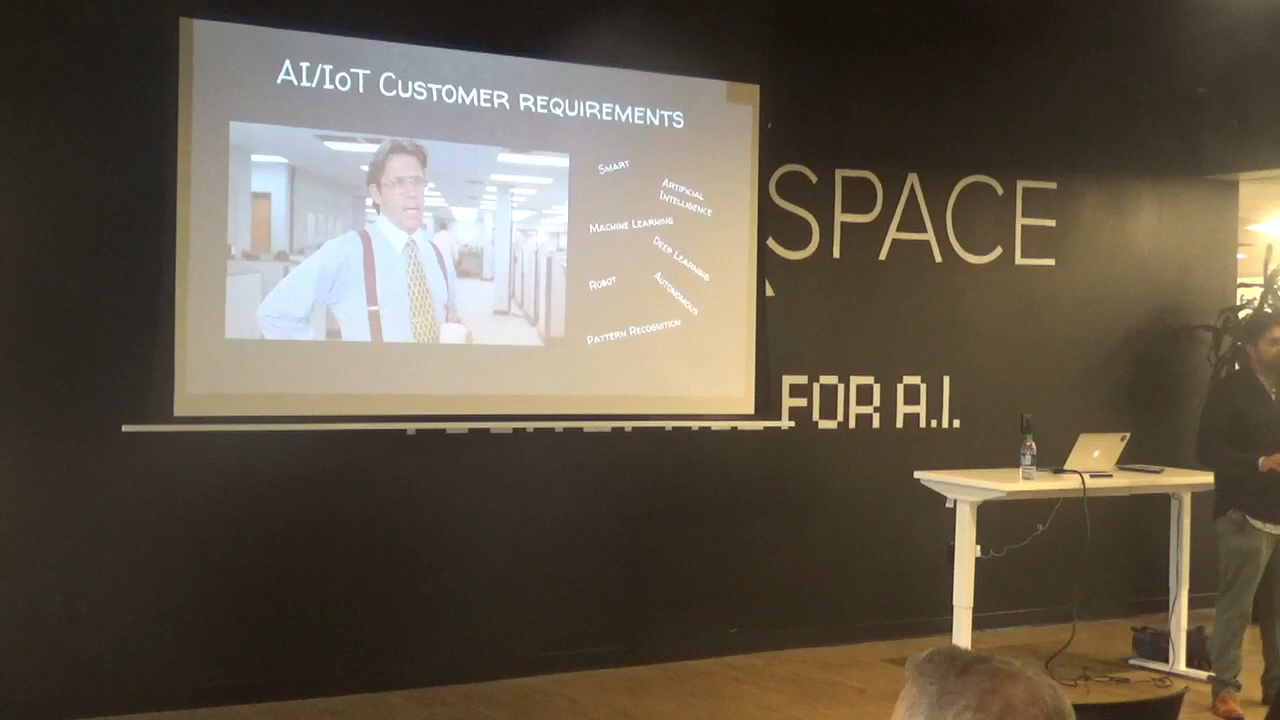 AI/IoT Customer requirements
Smart
Artificial
Intelligence
Machine Learning
Deep Learning
Robot
Autonomous
Pattern Recognition
SPACE
FOR A.I.